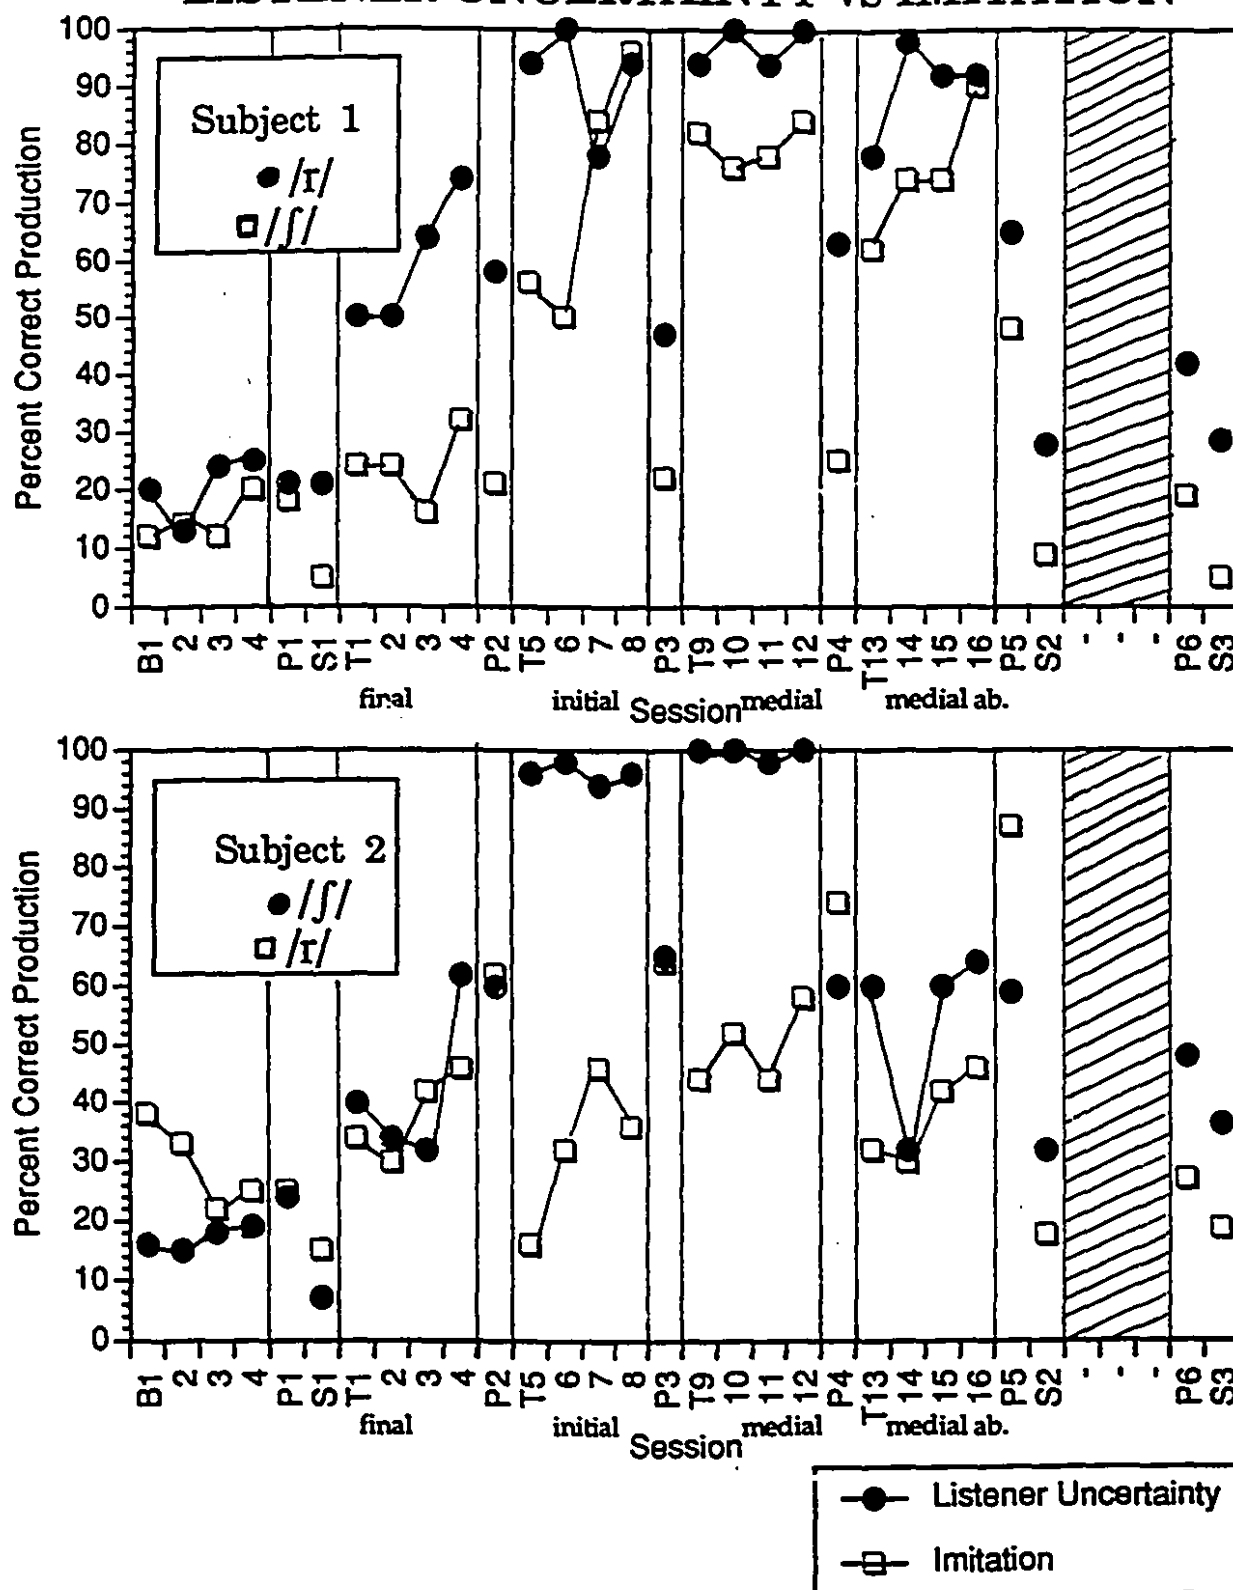 LISTENER UNCERTAINTY vs IMITATION
Percent Correct Production
100
90
80
70
60
50
40
30
20
10
0
Subject 1
● /r/
□ /ʃ/
B1 2 3 4 P1 S1 T1 2 3 4 P2 T5 6 7 8 P3 T9 10 11 12 P4 T13 14 15 16 P5 S2 - - - P6 S3
final initial Session medial medial ab.
Percent Correct Production
100
90
80
70
60
50
40
30
20
10
0
Subject 2
● /ʃ/
□ /r/
B1 2 3 4 P1 S1 T1 2 3 4 P2 T5 6 7 8 P3 T9 10 11 12 P4 T13 14 15 16 P5 S2 - - - P6 S3
final initial Session medial medial ab.
Listener Uncertainty
Imitation